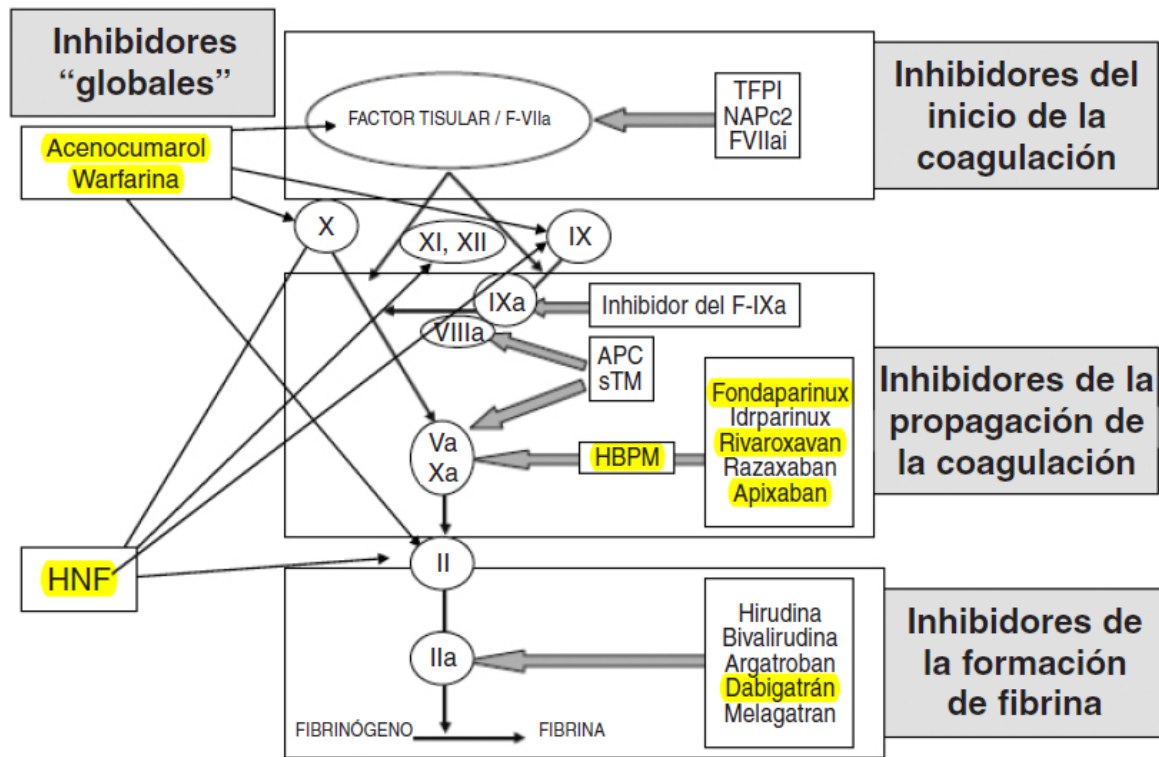 Inhibidores
“globales”
Acenocumarol
Warfarina
HNF
FACTOR TISULAR / F-VIIa
TFPI
NAPc2
FVIIai
Inhibidores del
inicio de la
coagulación
X
XI, XII
IX
IXa
VIIIa
Inhibidor del F-IXa
APC
sTM
Va
Xa
HBPM
Fondaparinux
Idrparinux
Rivaroxavan
Razaxaban
Apixaban
Inhibidores de la
propagación de
la coagulación
II
IIa
Hirudina
Bivalirudina
Argatroban
Dabigatrán
Melagatran
FIBRINÓGENO
FIBRINA
Inhibidores de
la formación
de fibrina